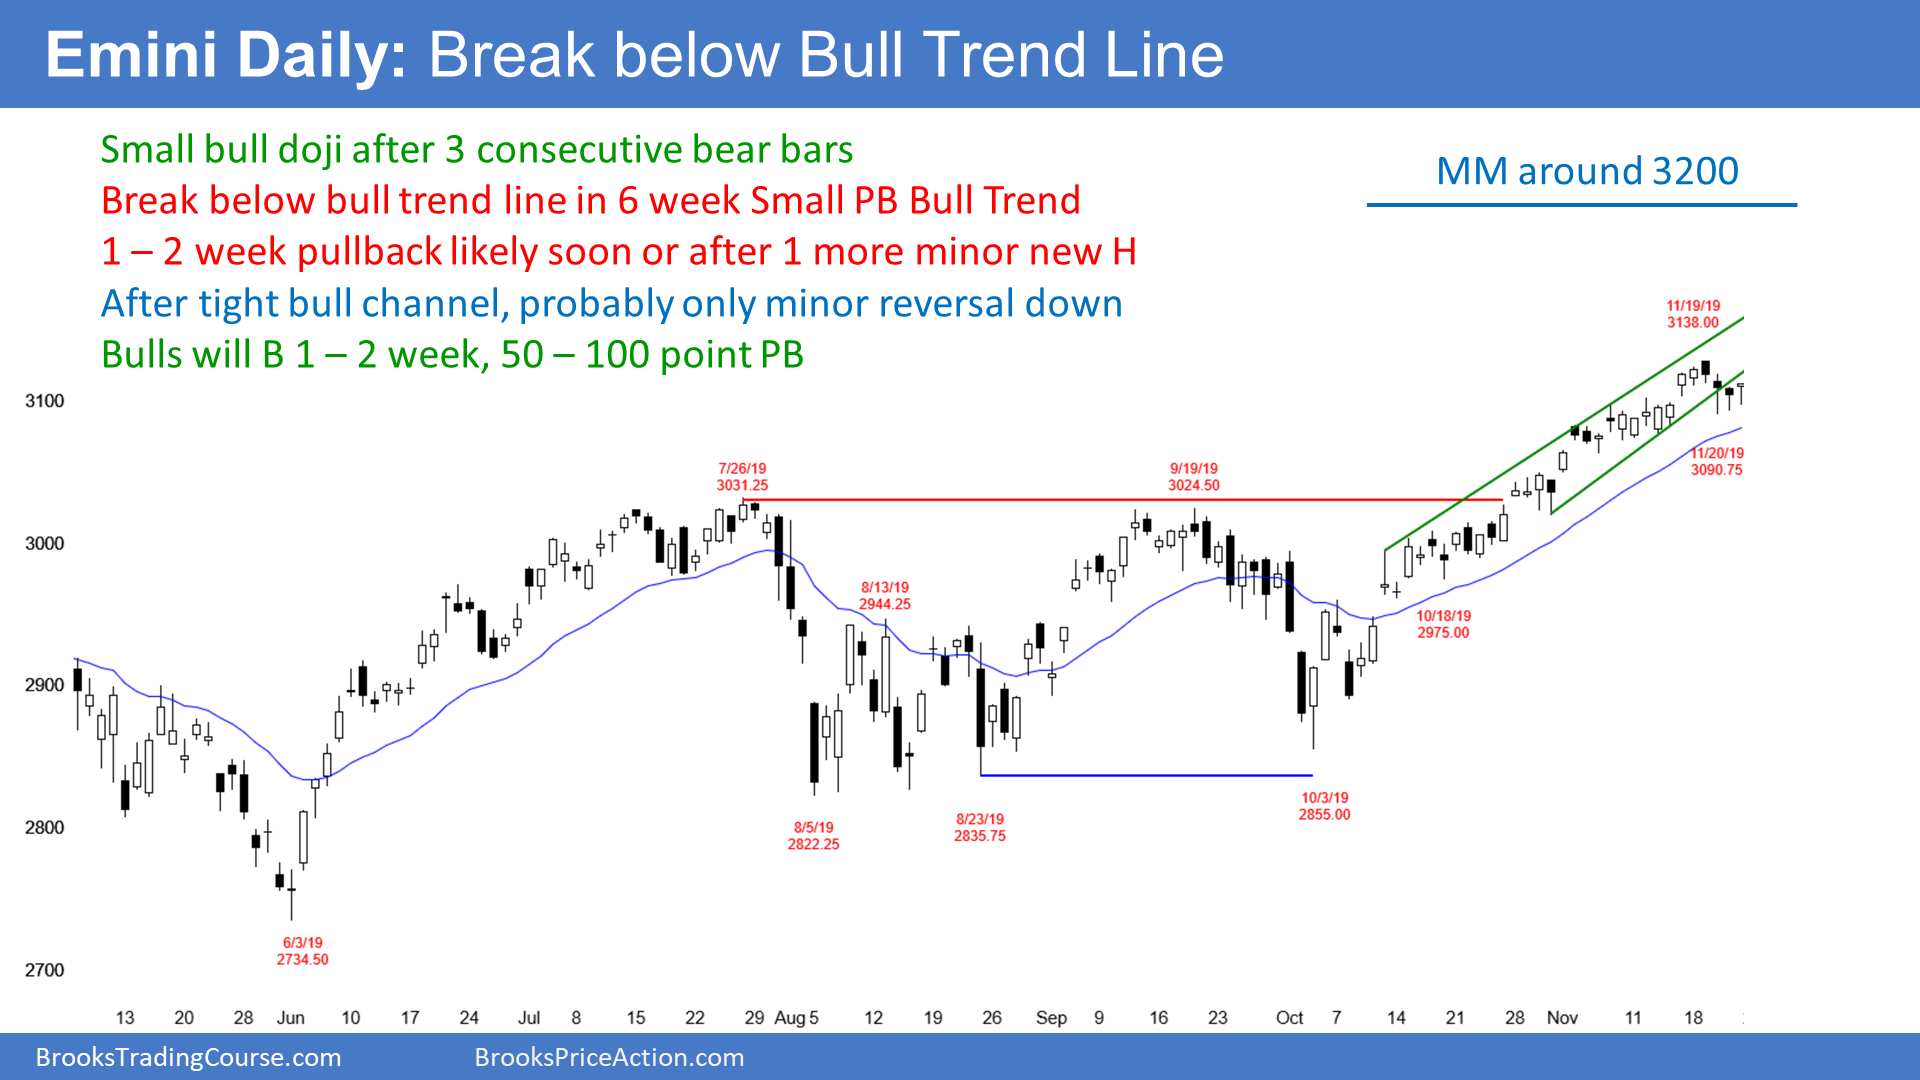 Emini Daily: Break below Bull Trend Line
Small bull doji after 3 consecutive bear bars
Break below bull trend line in 6 week Small PB Bull Trend
1 – 2 week pullback likely soon or after 1 more minor new H
After tight bull channel, probably only minor reversal down
Bulls will B 1 – 2 week, 50 – 100 point PB
MM around 3200
11/19/19
3138.00
3100
11/20/19
3090.75
7/26/19
3031.25
9/19/19
3024.50
3000
8/13/19
2944.25
10/18/19
2975.00
2900
2800
8/5/19
2822.25
8/23/19
2835.75
10/3/19
2855.00
6/3/19
2734.50
2700
13 20 28 Jun 10 17 24 Jul 8 15 22 29 Aug 5 12 19 26 Sep 9 16 23 Oct 7 14 21 28 Nov 11 18
BrooksTradingCourse.com BrooksPriceAction.com